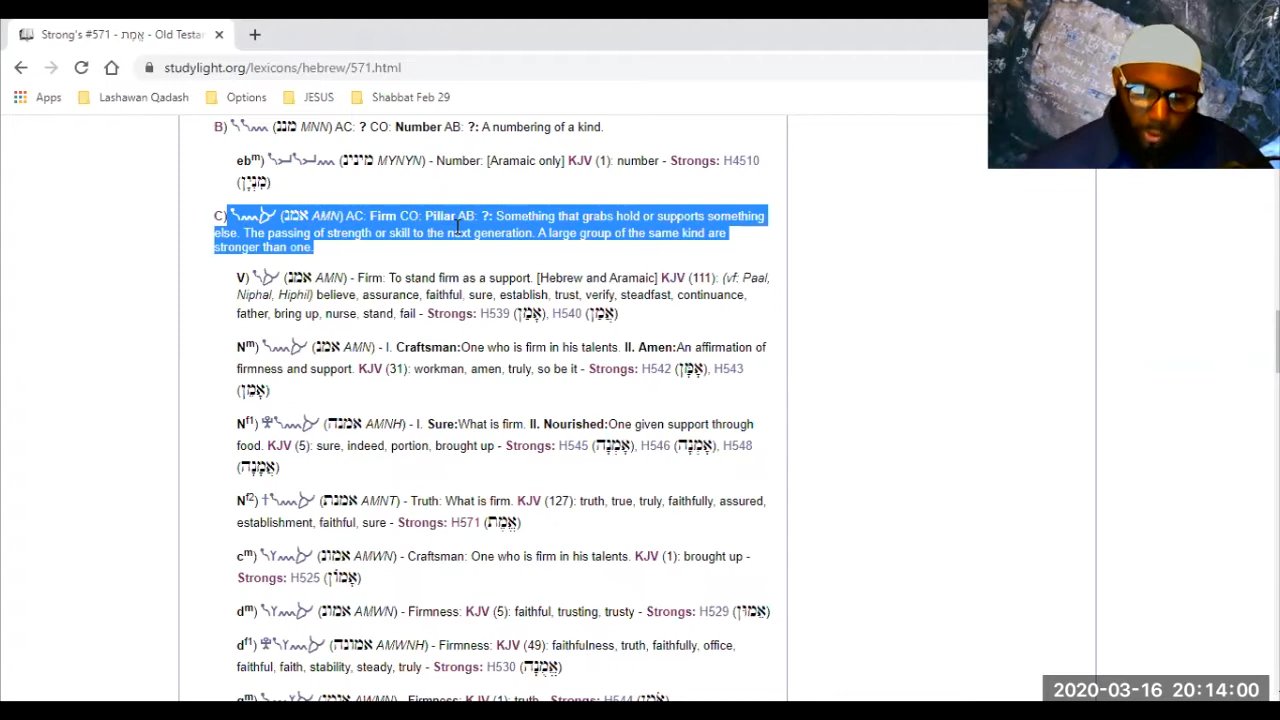 Strong's #571 - אֶמֶת - Old Testar
studylight.org/lexicons/hebrew/571.html
Apps Lashawan Qadash Options JESUS Shabbat Feb 29
B) (מננ MNN) AC: ? CO: Number AB: ?: A numbering of a kind.
eb^m) (מינינ MYNYN) - Number: [Aramaic only] KJV (1): number - Strongs: H4510
(מִנְיָן)
C) (אמנ AMN) AC: Firm CO: Pillar AB: ?: Something that grabs hold or supports something
else. The passing of strength or skill to the next generation. A large group of the same kind are
stronger than one.
V) (אמנ AMN) - Firm: To stand firm as a support. [Hebrew and Aramaic] KJV (111): (vf: Paal,
Niphal, Hiphil) believe, assurance, faithful, sure, establish, trust, verify, steadfast, continuance,
father, bring up, nurse, stand, fail - Strongs: H539 (אָמַן), H540 (אֲמַן)
N^m) (אמנ AMN) - I. Craftsman:One who is firm in his talents. II. Amen:An affirmation of
firmness and support. KJV (31): workman, amen, truly, so be it - Strongs: H542 (אָמָּן), H543
(אָמֵן)
N^f1) (אמנה AMNH) - I. Sure:What is firm. II. Nourished:One given support through
food. KJV (5): sure, indeed, portion, brought up - Strongs: H545 (אָמְנָה), H546 (אָמְנָה), H548
(אֲמָנָה)
N^f2) (אמנת AMNT) - Truth: What is firm. KJV (127): truth, true, truly, faithfully, assured,
establishment, faithful, sure - Strongs: H571 (אֱמֶת)
c^m) (אמונ AMWN) - Craftsman: One who is firm in his talents. KJV (1): brought up -
Strongs: H525 (אָמוֹן)
d^m) (אמונ AMWN) - Firmness: KJV (5): faithful, trusting, trusty - Strongs: H529 (אֵמוּן)
d^f1) (אמונה AMWNH) - Firmness: KJV (49): faithfulness, truth, faithfully, office,
faithful, faith, stability, steady, truly - Strongs: H530 (אֱמֻנָה)
AWMN) - Firmness: KJV (1): truth - Strongs: H544
2020-03-16 20:14:00